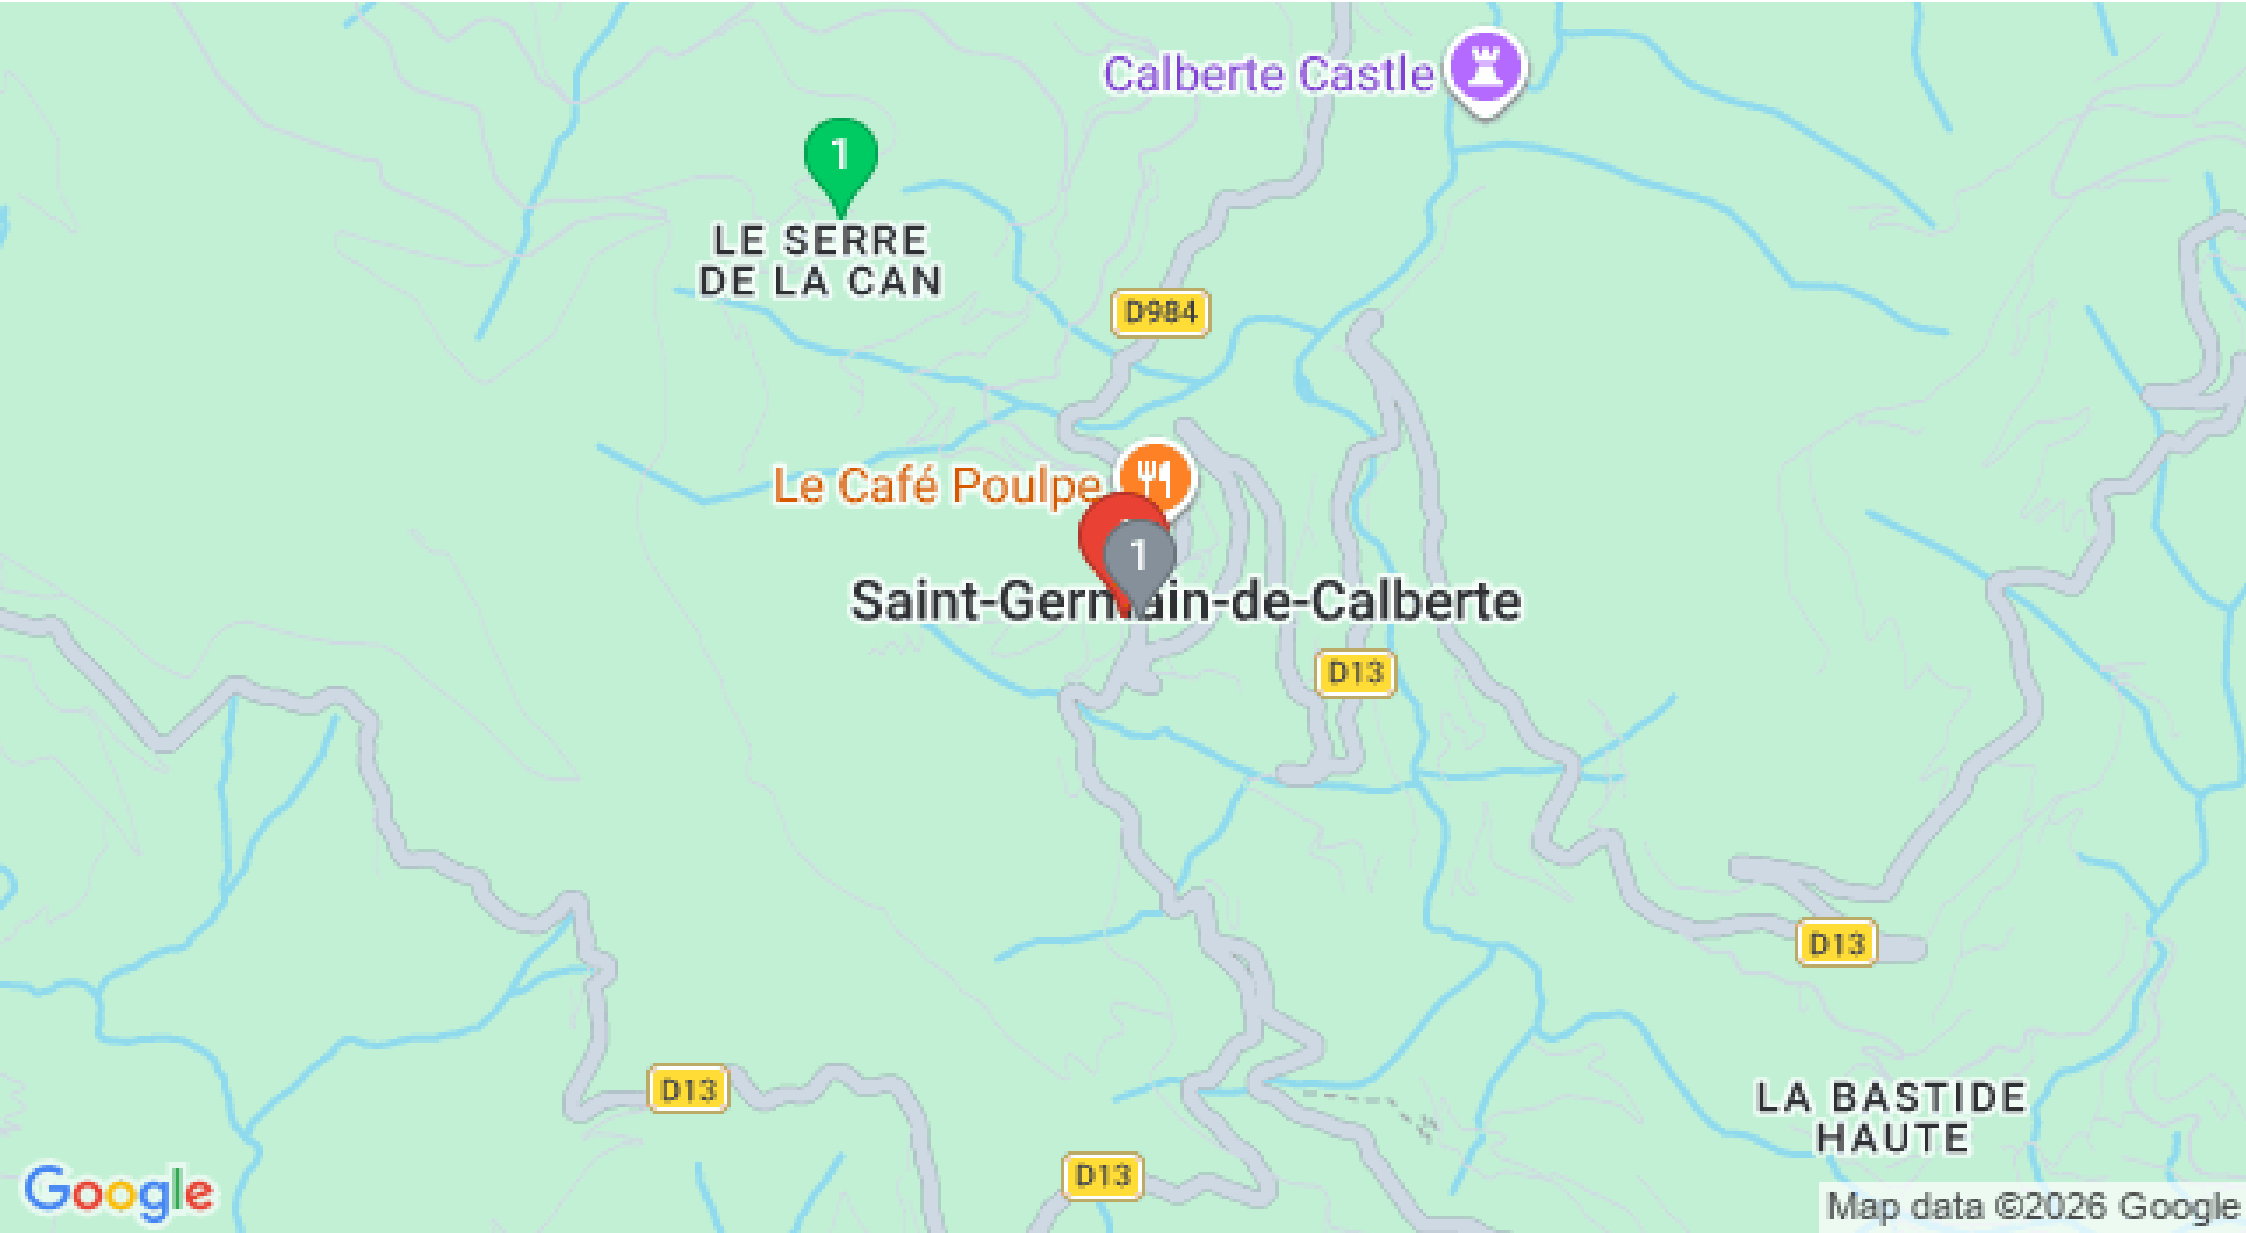 Calberte Castle
1
LE SERRE
DE LA CAN
D984
Le Café Poulpe
1
Saint-Germain-de-Calberte
D13
D13
D13
LA BASTIDE
HAUTE
D13
Google
Map data ©2026 Google